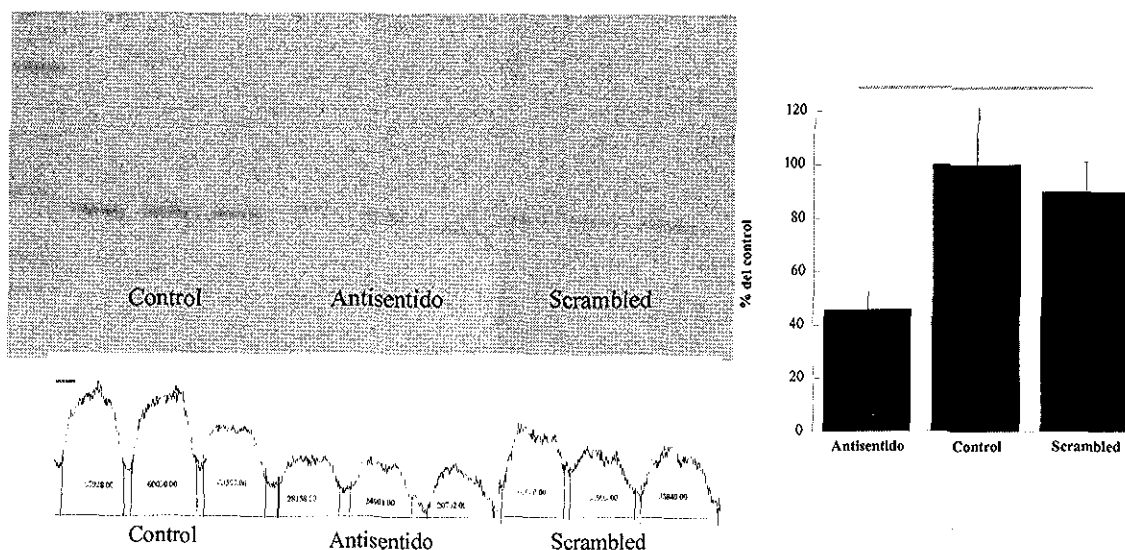 Control Antisentido Scrambled
Control Antisentido Scrambled
% del control
120
100
80
60
40
20
0
Antisentido Control Scrambled